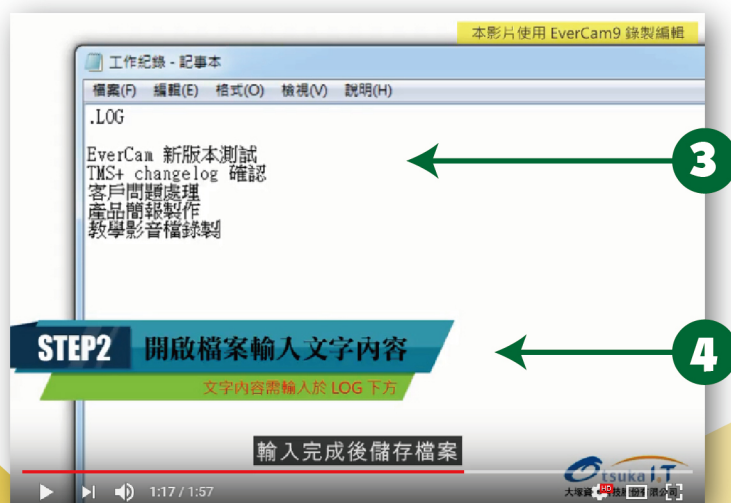 本影片使用 EverCam9 錄製編輯
工作紀錄 - 記事本
檔案(F) 編輯(E) 格式(O) 檢視(V) 說明(H)
.LOG
EverCam 新版本測試
TMS+ changelog 確認
客戶問題處理
產品簡報製作
教學影音檔錄製
3
STEP2 開啟檔案輸入文字內容
文字內容需輸入於 LOG 下方
4
輸入完成後儲存檔案
Otsuka I.T
1:17 / 1:57
HD